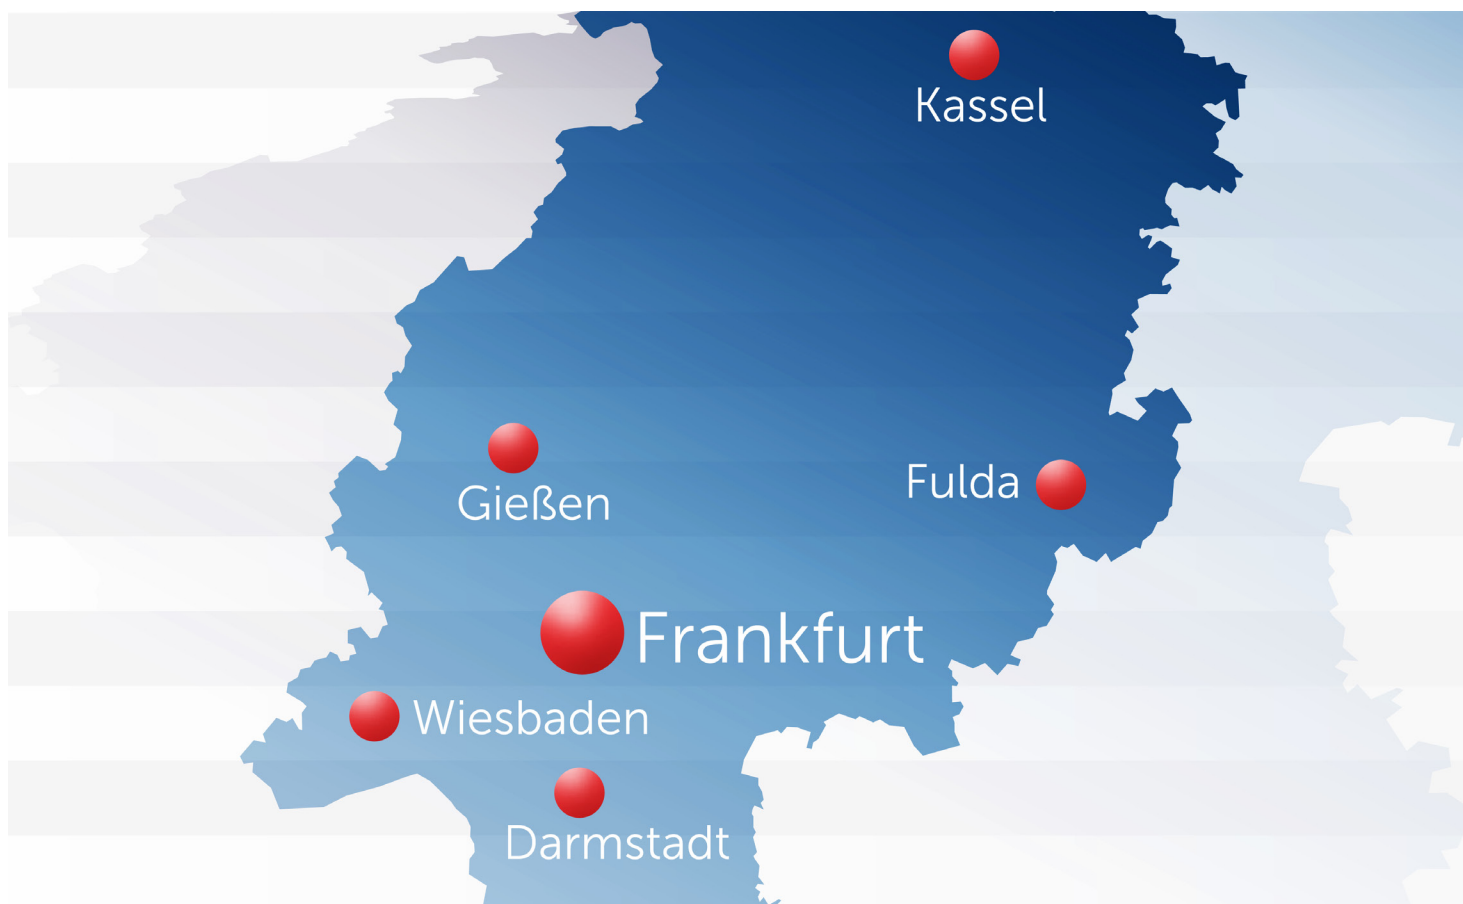 Kassel
Gießen
Fulda
Frankfurt
Wiesbaden
Darmstadt